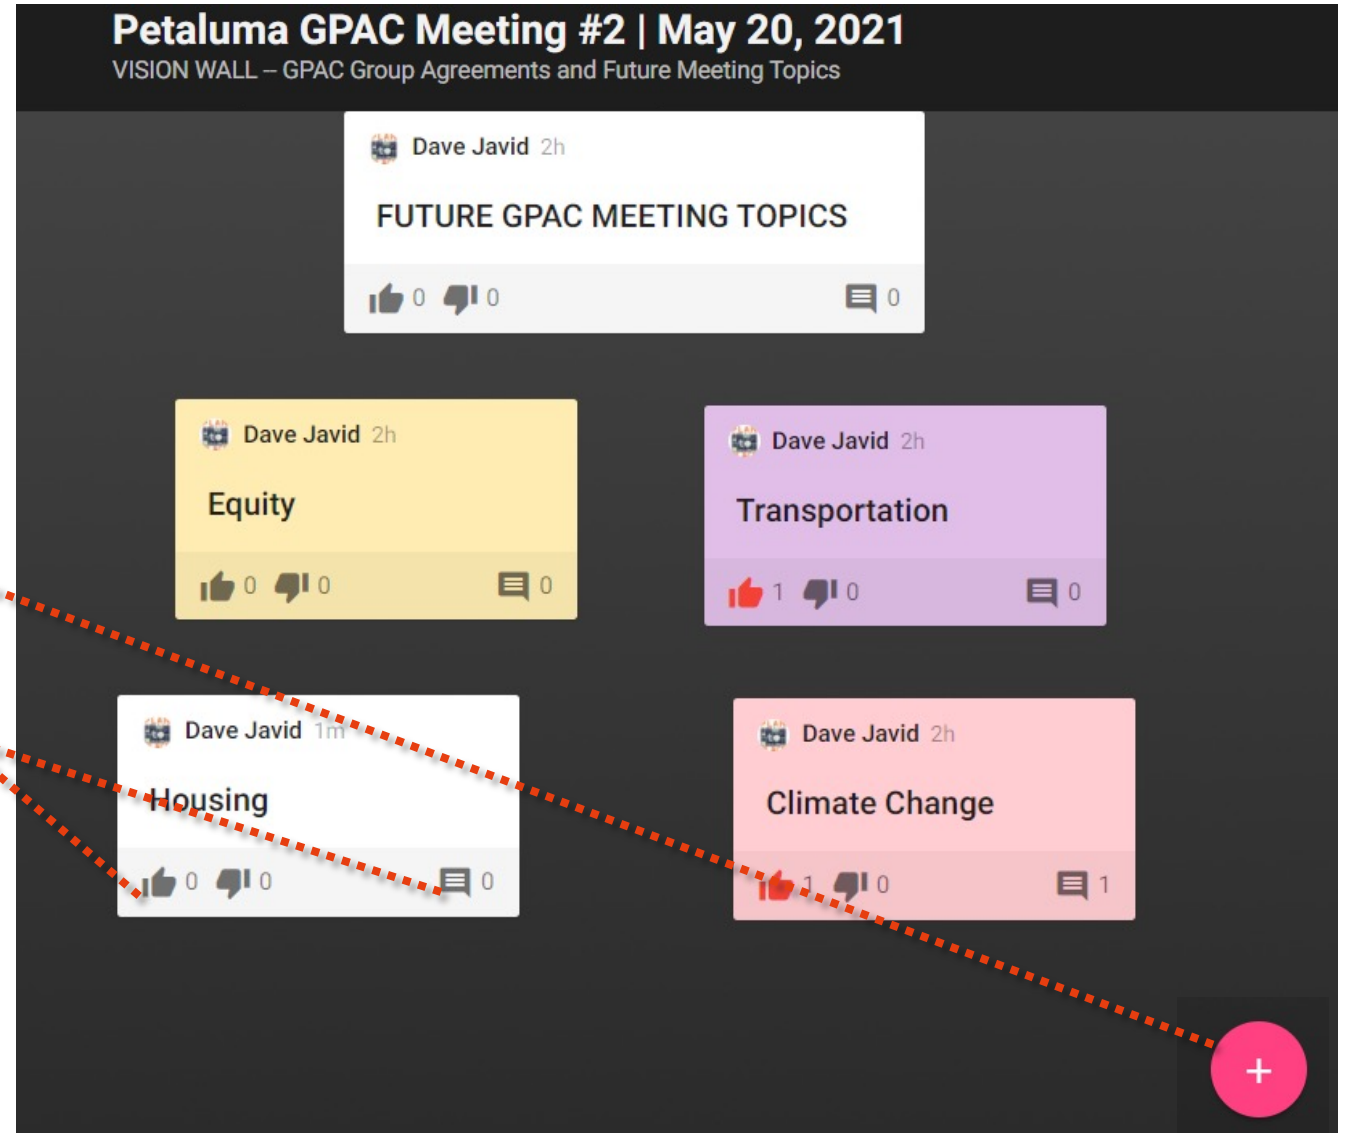 Petaluma GPAC Meeting #2 | May 20, 2021
VISION WALL – GPAC Group Agreements and Future Meeting Topics
Dave Javid 2h
FUTURE GPAC MEETING TOPICS
0 0 0
Dave Javid 2h
Equity
0 0 0
Dave Javid 2h
Transportation
1 0 0
Dave Javid 1m
Housing
0 0 0
Dave Javid 2h
Climate Change
1 0 1
+